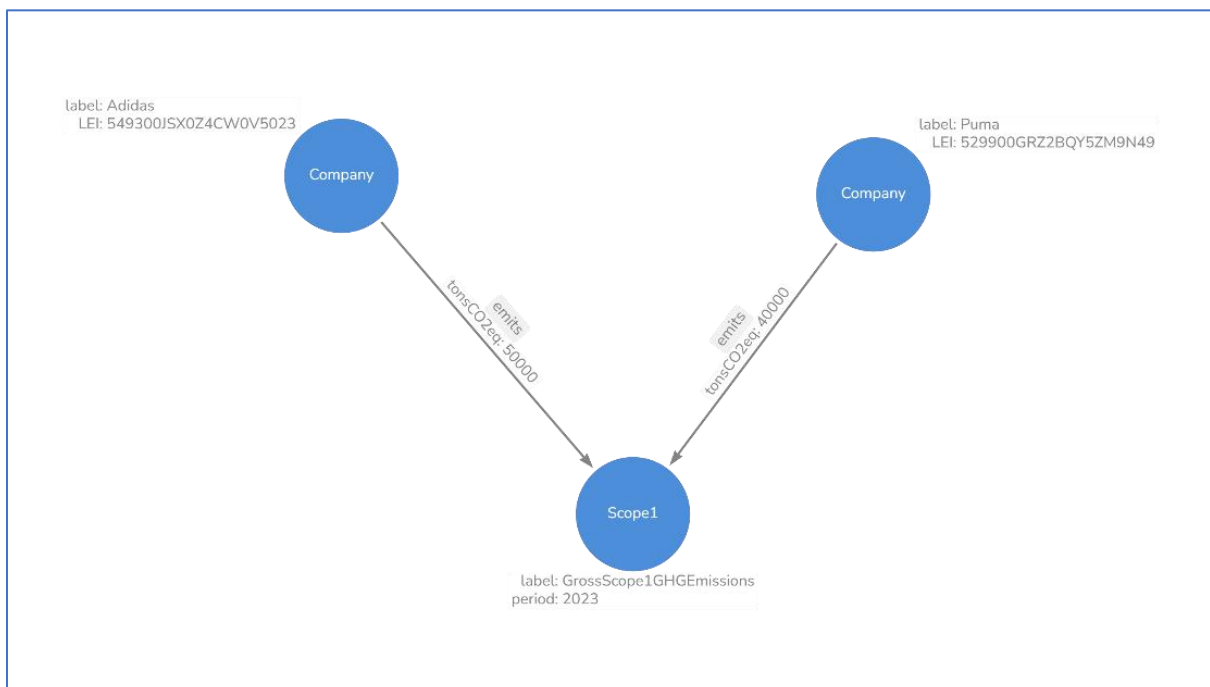 label: Adidas
LEI: 549300JSX0Z4CW0V5023
Company
label: Puma
LEI: 529900GRZ2BQY5ZM9N49
Company
emits
tonsCO2eq: 50000
emits
tonsCO2eq: 40000
Scope1
label: GrossScope1GHGEmissions
period: 2023